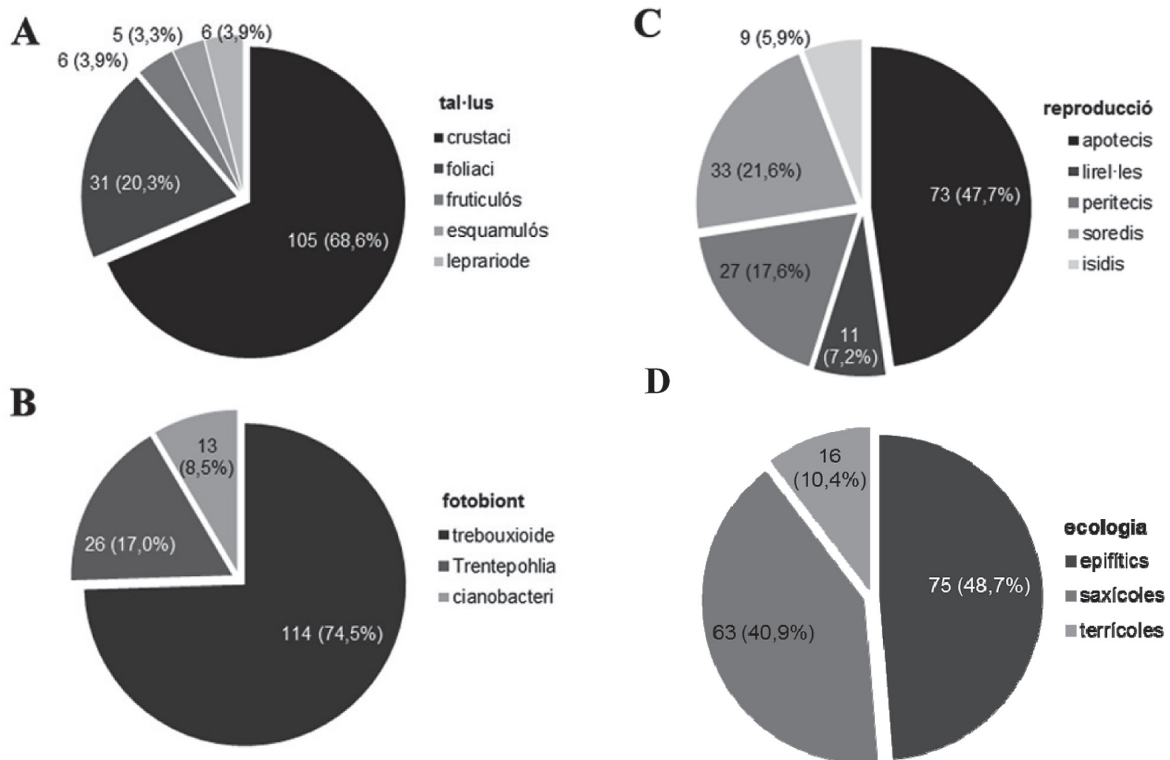 A
6 (3,9%)
5 (3,3%)
6 (3,9%)
31 (20,3%)
105 (68,6%)
tal·lus
crustaci
foliaci
fruticulós
esquamulós
leprariode
B
13
(8,5%)
26 (17,0%)
114 (74,5%)
fotobiont
trebouxioide
Trentepohlia
cianobacteri
C
9 (5,9%)
33 (21,6%)
73 (47,7%)
27 (17,6%)
11
(7,2%)
reproducció
apotecis
lirel·les
peritecis
soredis
isidis
D
16
(10,4%)
75 (48,7%)
63 (40,9%)
ecologia
epifítics
saxícoles
terrícoles